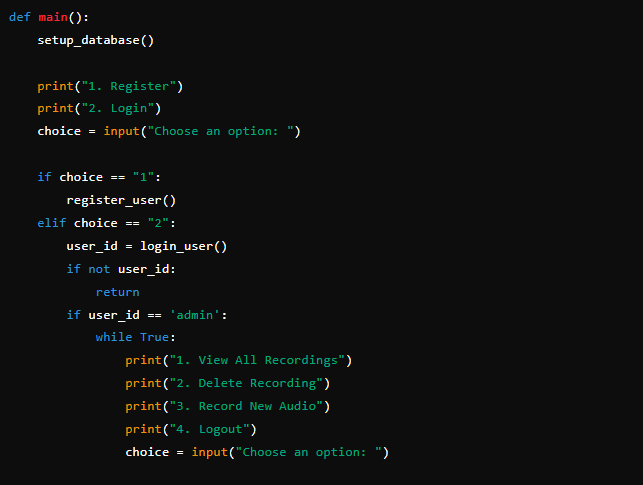 def main():
    setup_database()

    print("1. Register")
    print("2. Login")
    choice = input("Choose an option: ")

    if choice == "1":
        register_user()
    elif choice == "2":
        user_id = login_user()
        if not user_id:
            return
        if user_id == 'admin':
            while True:
                print("1. View All Recordings")
                print("2. Delete Recording")
                print("3. Record New Audio")
                print("4. Logout")
                choice = input("Choose an option: ")